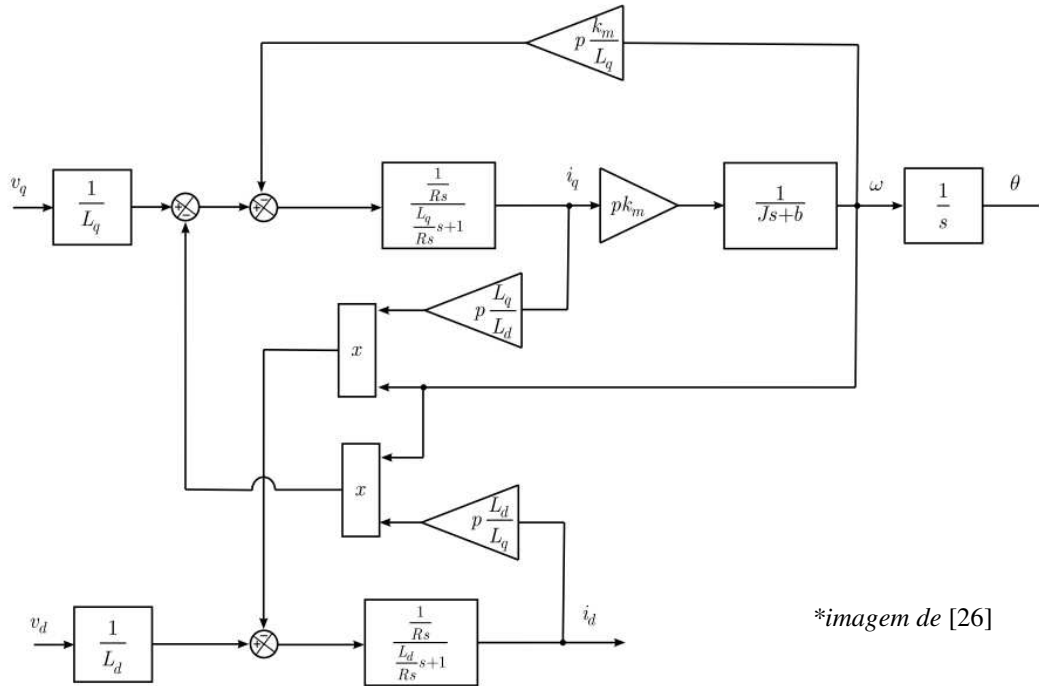 p k_m/L_q
v_q
1/L_q
+ −
+ −
1/Rs / (L_q/Rs s+1)
i_q
pk_m
1/(Js+b)
ω
1/s
θ
p L_q/L_d
x
x
p L_d/L_q
v_d
1/L_d
+ −
1/Rs / (L_d/Rs s+1)
i_d
*imagem de [26]